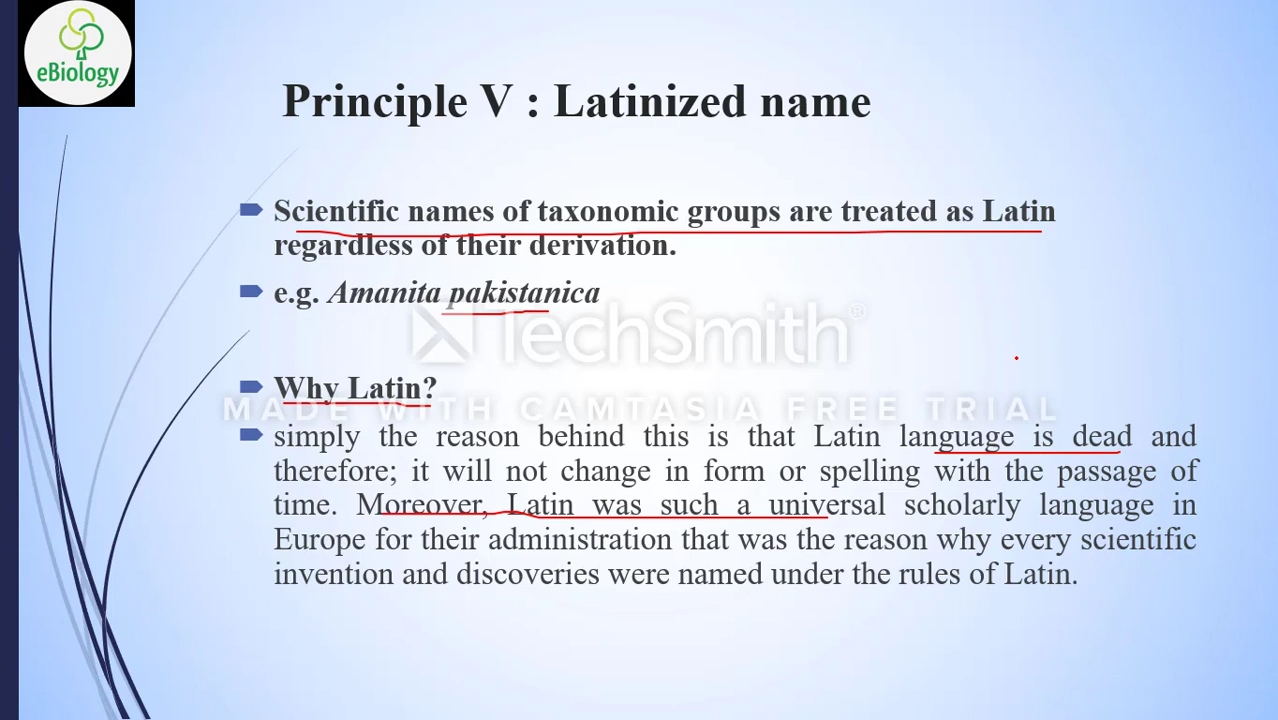 eBiology
Principle V : Latinized name
Scientific names of taxonomic groups are treated as Latin
regardless of their derivation.
e.g. Amanita pakistanica
TechSmith®
Why Latin?
MADE WITH CAMTASIA FREE TRIAL
simply the reason behind this is that Latin language is dead and
therefore; it will not change in form or spelling with the passage of
time. Moreover, Latin was such a universal scholarly language in
Europe for their administration that was the reason why every scientific
invention and discoveries were named under the rules of Latin.